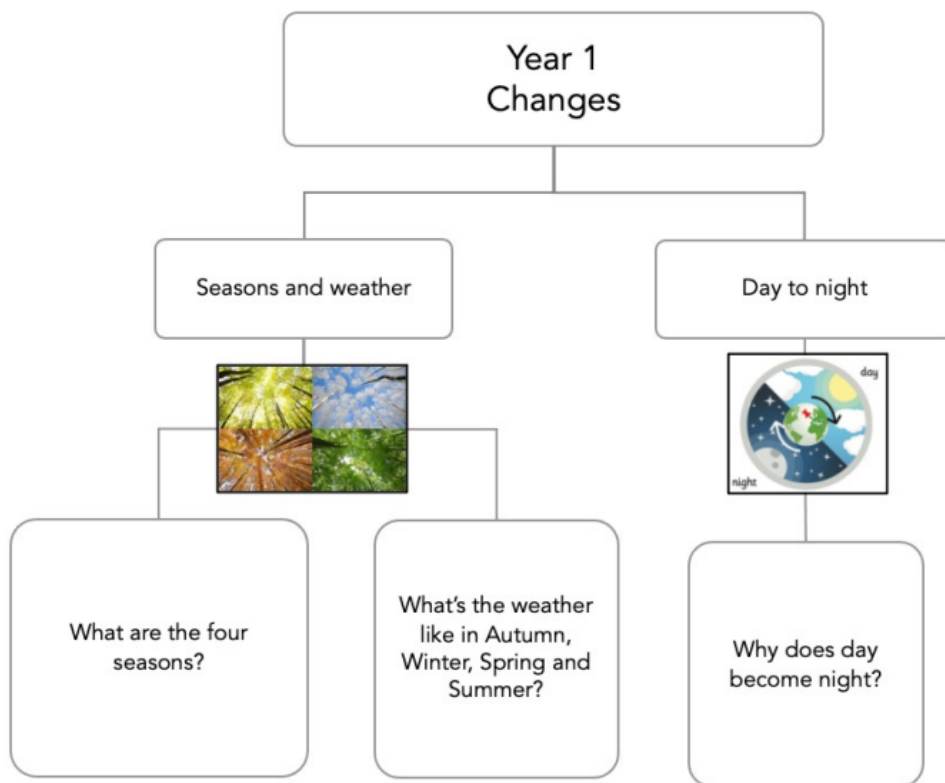 Year 1
Changes
Seasons and weather
Day to night
day
night
What are the four
seasons?
What's the weather
like in Autumn,
Winter, Spring and
Summer?
Why does day
become night?